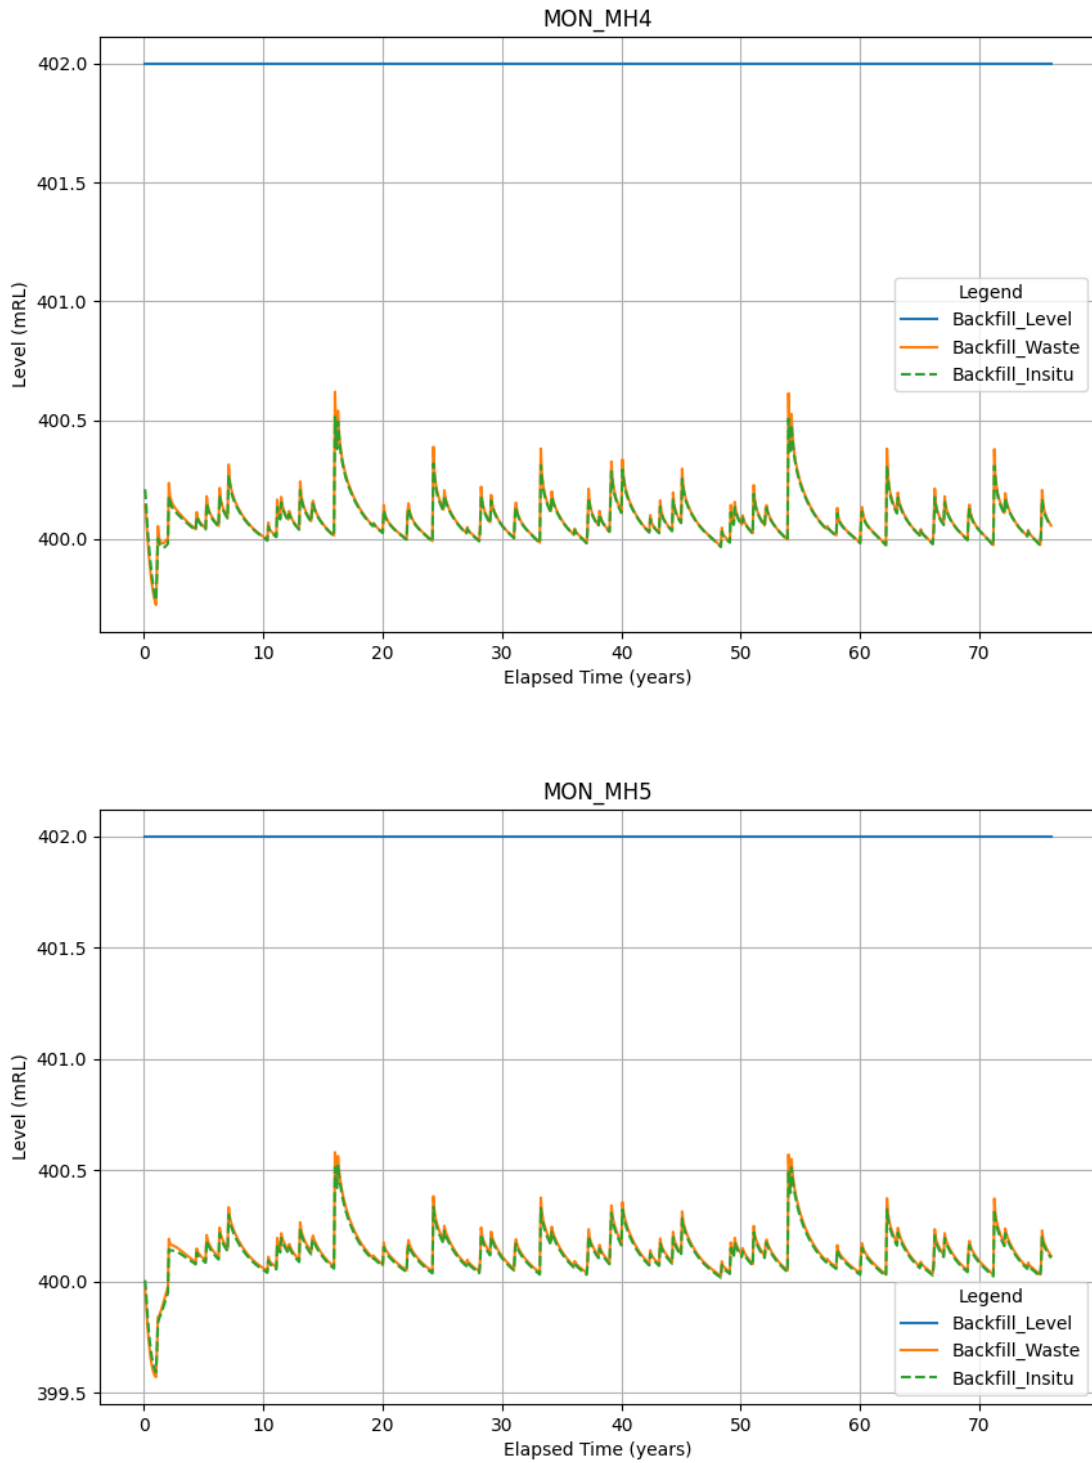 MON_MH4
402.0
401.5
401.0
400.5
400.0
Level (mRL)
Legend
Backfill_Level
Backfill_Waste
Backfill_Insitu
0 10 20 30 40 50 60 70
Elapsed Time (years)
MON_MH5
402.0
401.5
401.0
400.5
400.0
399.5
Level (mRL)
Legend
Backfill_Level
Backfill_Waste
Backfill_Insitu
0 10 20 30 40 50 60 70
Elapsed Time (years)